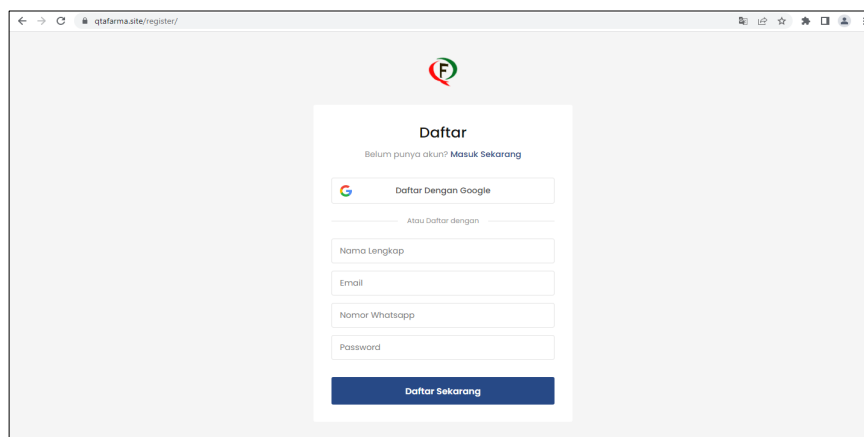 qtafarma.site/register/
F
Daftar
Belum punya akun? Masuk Sekarang
Daftar Dengan Google
Atau Daftar dengan
Nama Lengkap
Email
Nomor Whatsapp
Password
Daftar Sekarang